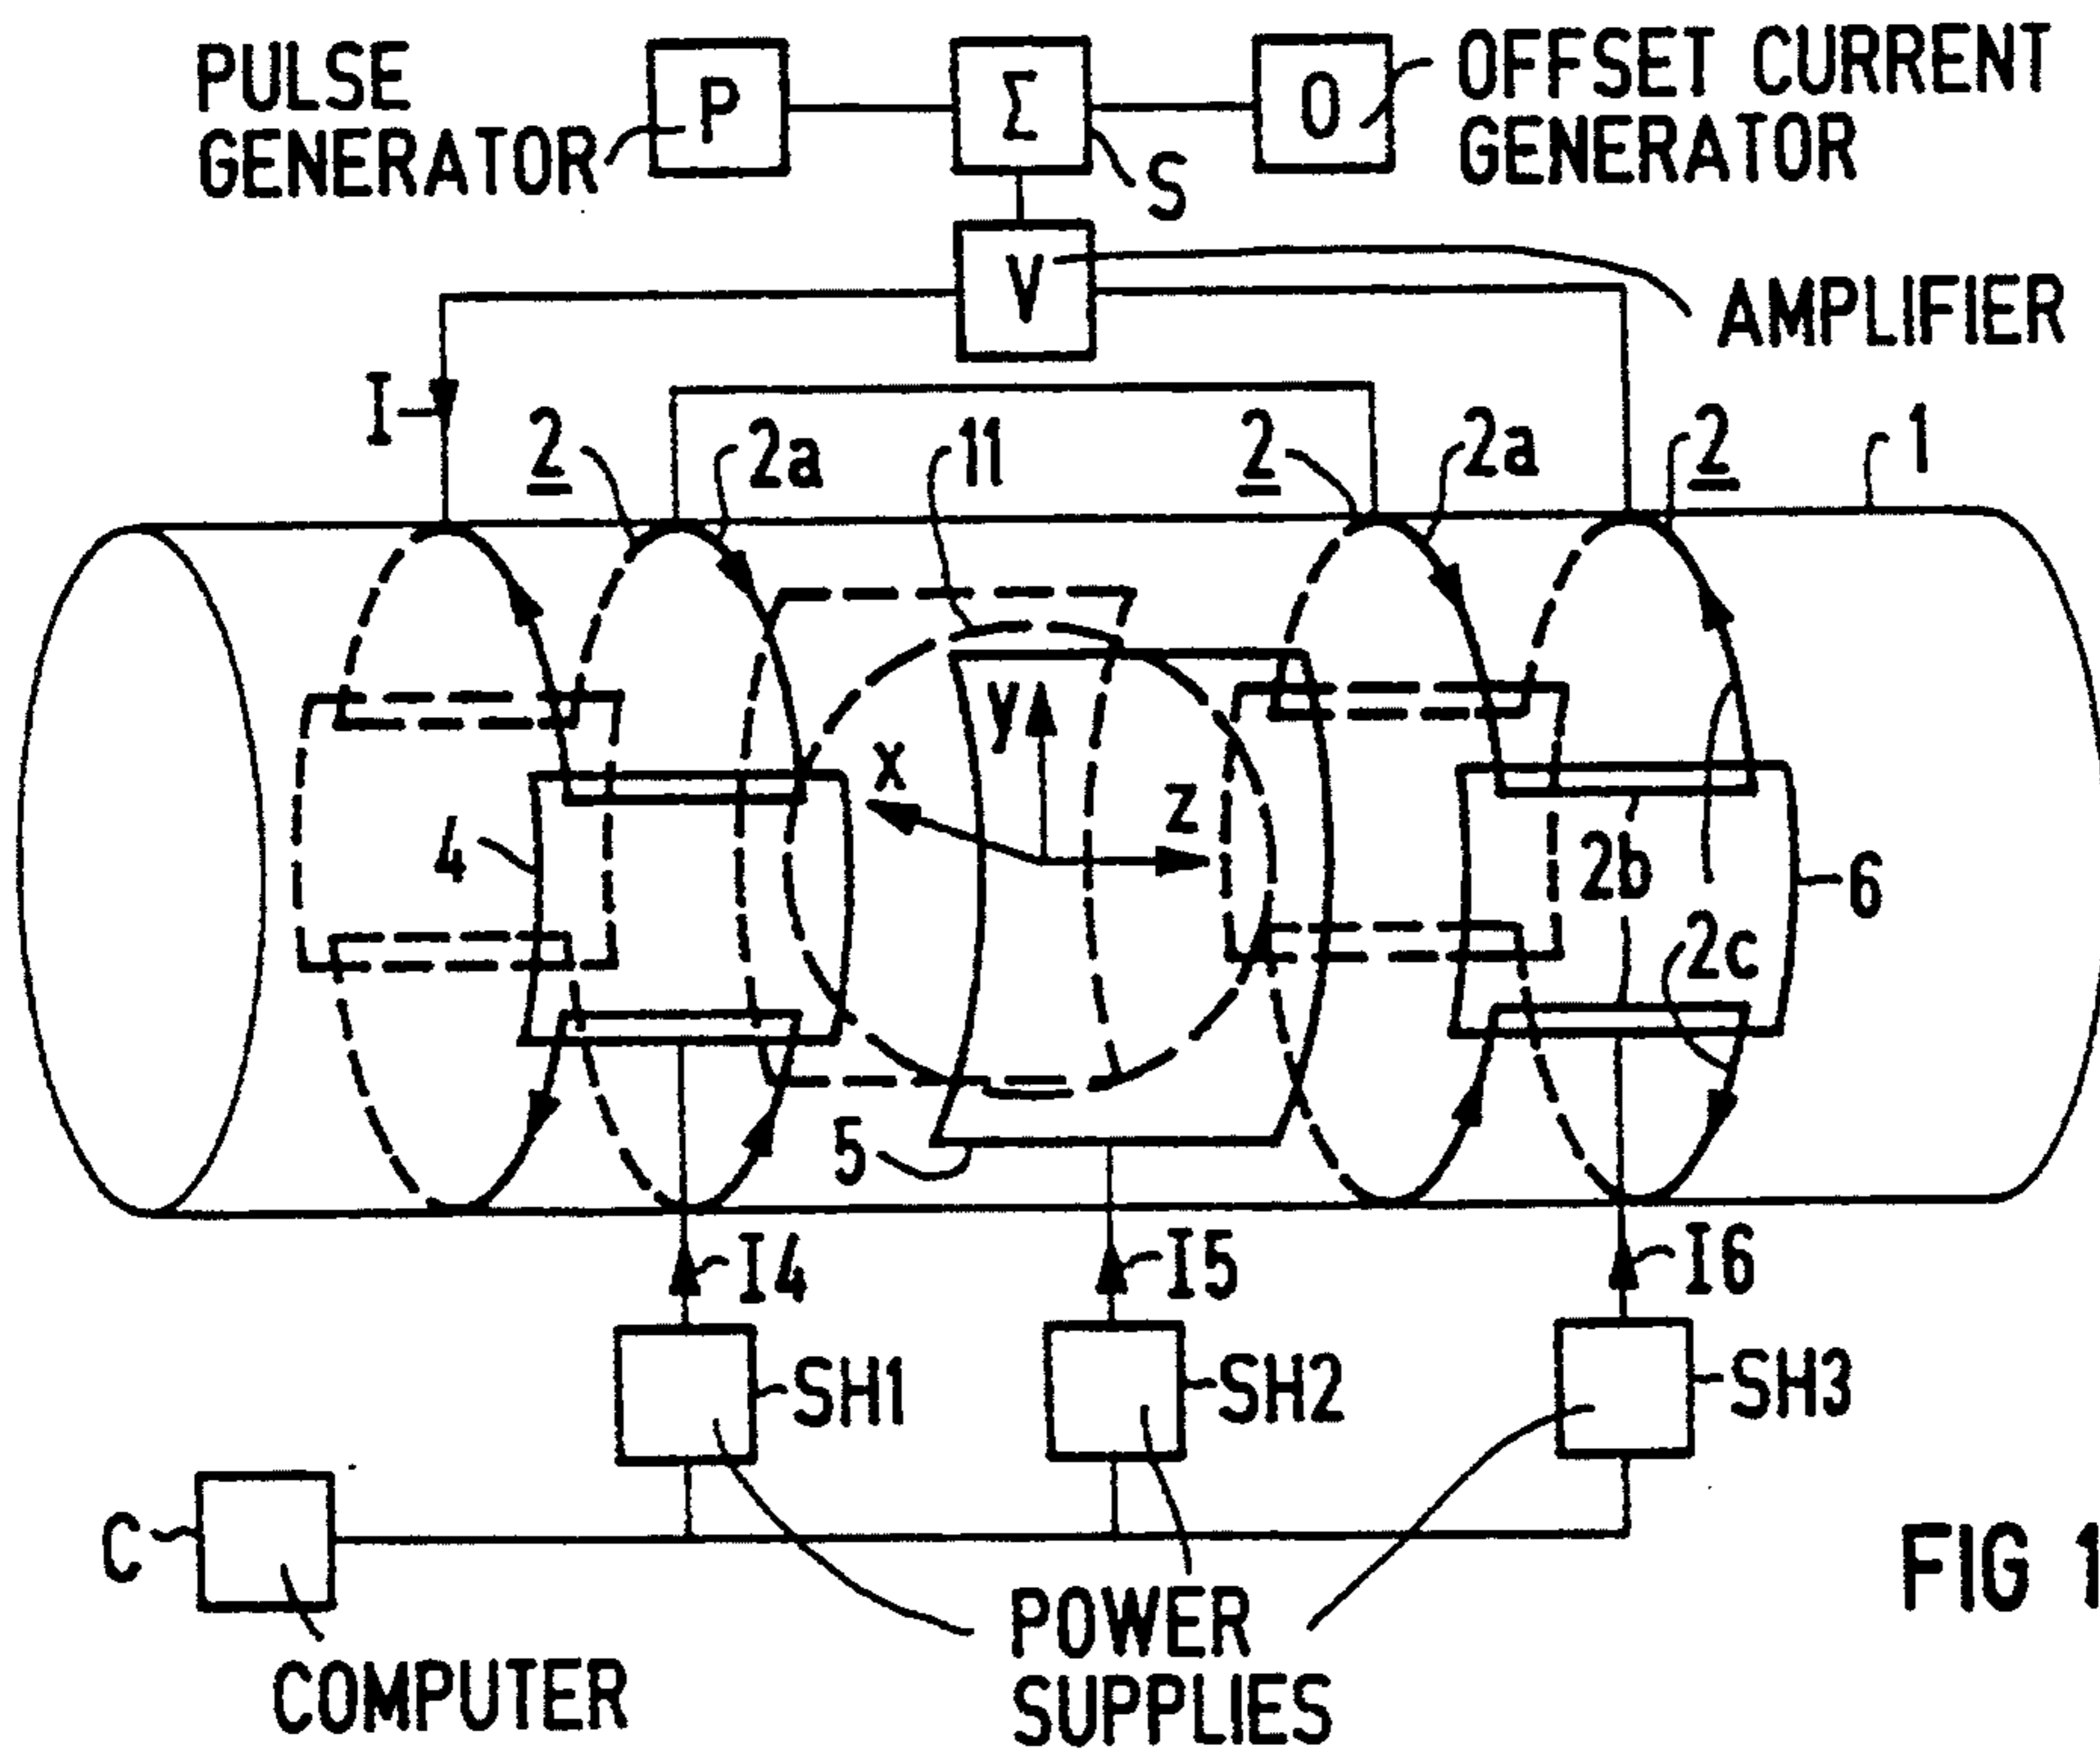 PULSE
GENERATOR
P
Σ
O
OFFSET CURRENT
GENERATOR
S
V
AMPLIFIER
I
2
2a
11
2
2a
2
1
y
x
z
4
2b
6
2c
5
I4
I5
I6
SH1
SH2
SH3
C
COMPUTER
POWER
SUPPLIES
FIG 1